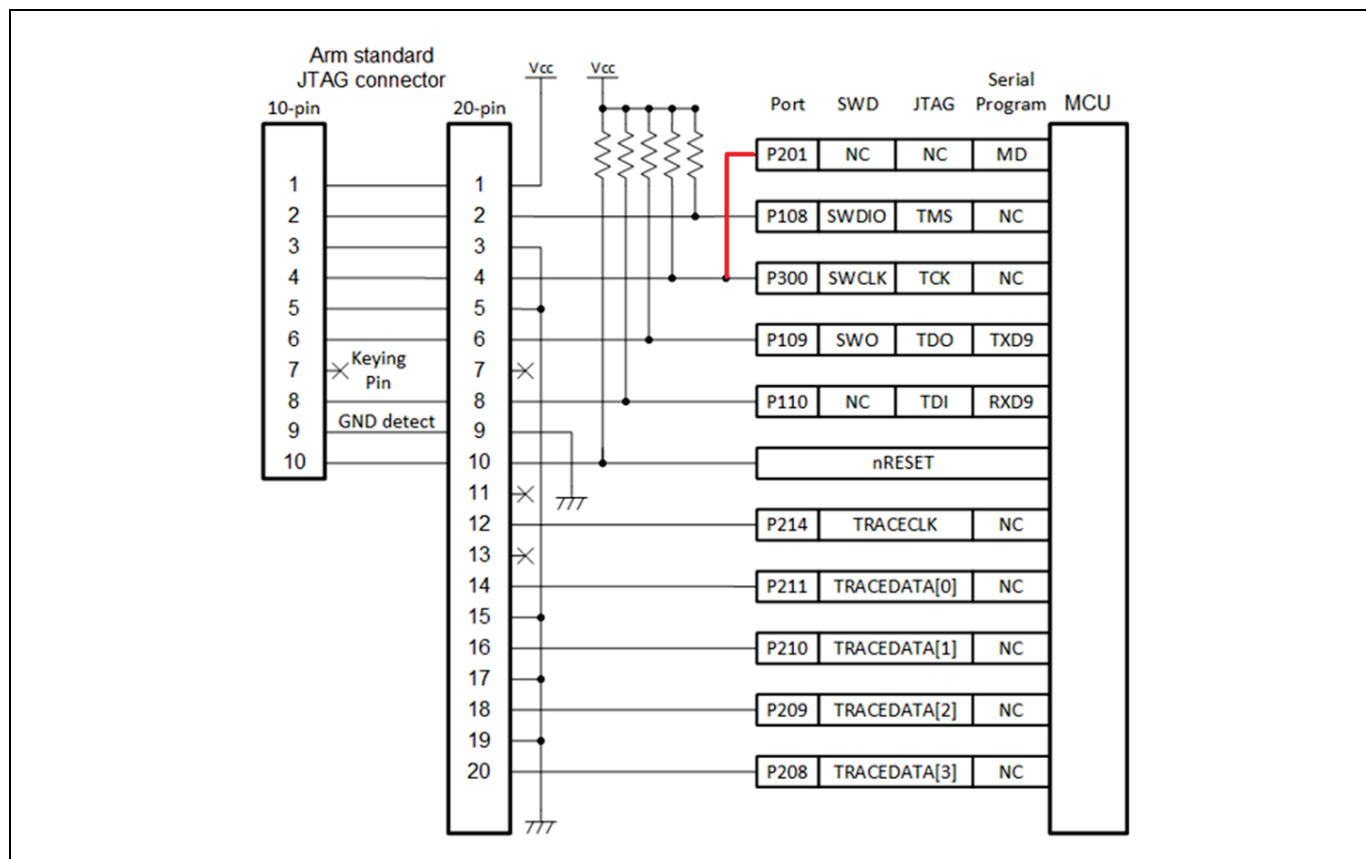 Arm standard
JTAG connector
10-pin
20-pin
Vcc
Vcc
Port
SWD
JTAG
Serial
Program
MCU
P201 NC NC MD
1 1
2 2 P108 SWDIO TMS NC
3 3
4 4 P300 SWCLK TCK NC
5 5
6 6 P109 SWO TDO TXD9
7 Keying
Pin
7
8 8 P110 NC TDI RXD9
9 GND detect 9
10 10 nRESET
11
12 P214 TRACECLK NC
13
14 P211 TRACEDATA[0] NC
15
16 P210 TRACEDATA[1] NC
17
18 P209 TRACEDATA[2] NC
19
20 P208 TRACEDATA[3] NC